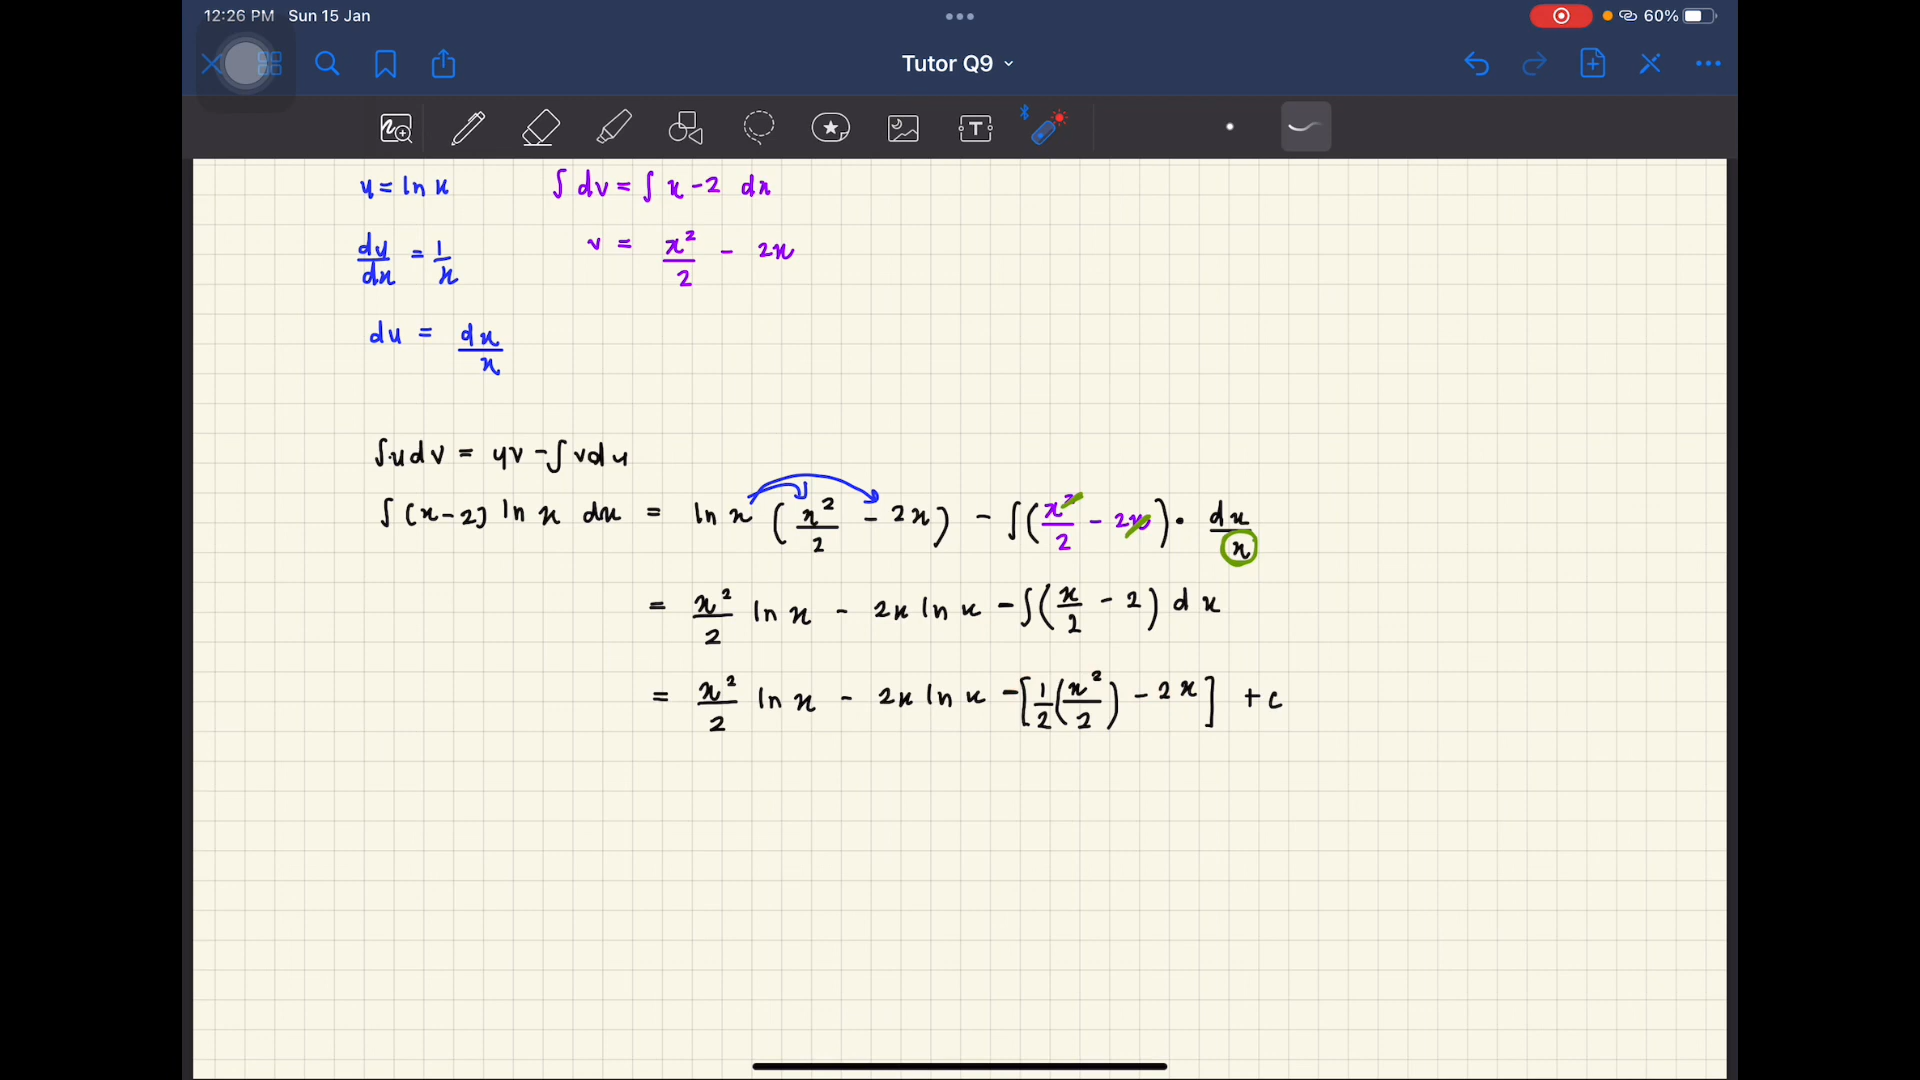 12:26 PM Sun 15 Jan 60%
Tutor Q9
u = ln x ∫ dv = ∫ x - 2 dx
du/dx = 1/x v = x²/2 - 2x
du = dx/x
∫u dv = uv - ∫ v du
∫ (x-2) ln x dx = ln x (x²/2 - 2x) - ∫(x²/2 - 2x) · dx/x
= x²/2 ln x - 2x ln x - ∫(x/2 - 2) dx
= x²/2 ln x - 2x ln x - [1/2(x²/2) - 2x] + c